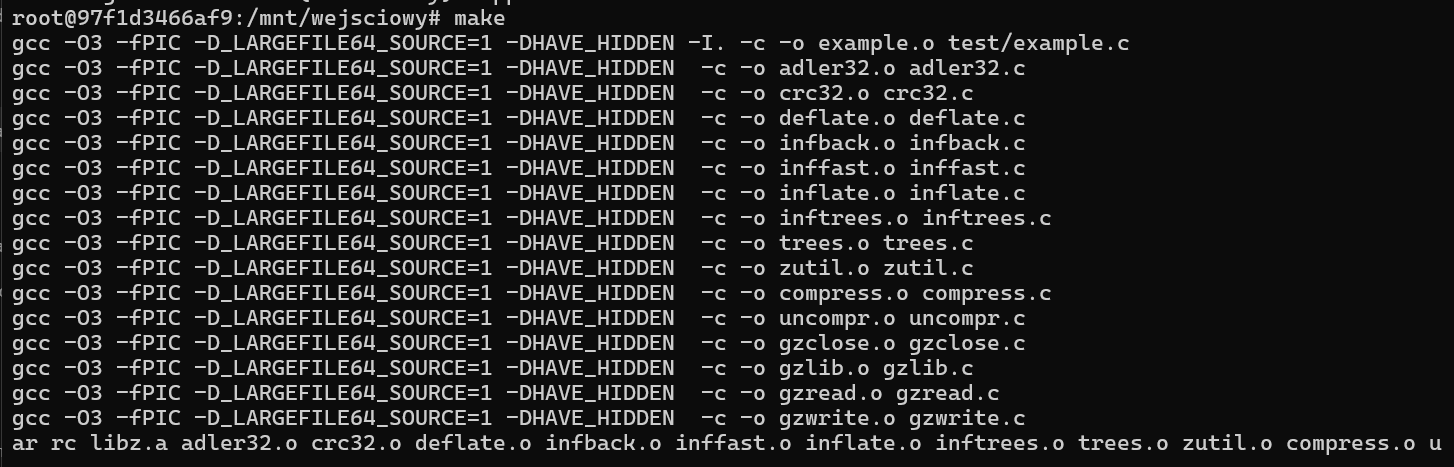 root@97f1d3466af9:/mnt/wejsciowy# make
gcc -O3 -fPIC -D_LARGEFILE64_SOURCE=1 -DHAVE_HIDDEN -I. -c -o example.o test/example.c
gcc -O3 -fPIC -D_LARGEFILE64_SOURCE=1 -DHAVE_HIDDEN  -c -o adler32.o adler32.c
gcc -O3 -fPIC -D_LARGEFILE64_SOURCE=1 -DHAVE_HIDDEN  -c -o crc32.o crc32.c
gcc -O3 -fPIC -D_LARGEFILE64_SOURCE=1 -DHAVE_HIDDEN  -c -o deflate.o deflate.c
gcc -O3 -fPIC -D_LARGEFILE64_SOURCE=1 -DHAVE_HIDDEN  -c -o infback.o infback.c
gcc -O3 -fPIC -D_LARGEFILE64_SOURCE=1 -DHAVE_HIDDEN  -c -o inffast.o inffast.c
gcc -O3 -fPIC -D_LARGEFILE64_SOURCE=1 -DHAVE_HIDDEN  -c -o inflate.o inflate.c
gcc -O3 -fPIC -D_LARGEFILE64_SOURCE=1 -DHAVE_HIDDEN  -c -o inftrees.o inftrees.c
gcc -O3 -fPIC -D_LARGEFILE64_SOURCE=1 -DHAVE_HIDDEN  -c -o trees.o trees.c
gcc -O3 -fPIC -D_LARGEFILE64_SOURCE=1 -DHAVE_HIDDEN  -c -o zutil.o zutil.c
gcc -O3 -fPIC -D_LARGEFILE64_SOURCE=1 -DHAVE_HIDDEN  -c -o compress.o compress.c
gcc -O3 -fPIC -D_LARGEFILE64_SOURCE=1 -DHAVE_HIDDEN  -c -o uncompr.o uncompr.c
gcc -O3 -fPIC -D_LARGEFILE64_SOURCE=1 -DHAVE_HIDDEN  -c -o gzclose.o gzclose.c
gcc -O3 -fPIC -D_LARGEFILE64_SOURCE=1 -DHAVE_HIDDEN  -c -o gzlib.o gzlib.c
gcc -O3 -fPIC -D_LARGEFILE64_SOURCE=1 -DHAVE_HIDDEN  -c -o gzread.o gzread.c
gcc -O3 -fPIC -D_LARGEFILE64_SOURCE=1 -DHAVE_HIDDEN  -c -o gzwrite.o gzwrite.c
ar rc libz.a adler32.o crc32.o deflate.o infback.o inffast.o inflate.o inftrees.o trees.o zutil.o compress.o u